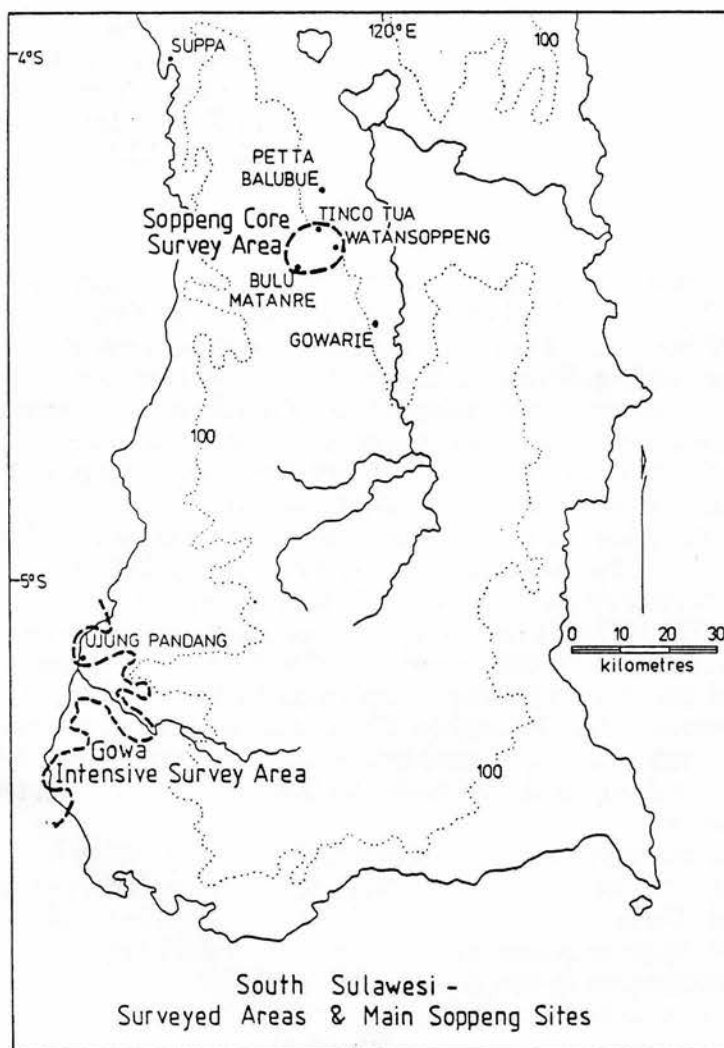 SUPPA
120°E
100
4°S
PETTA
BALUBUE
TINCO TUA
Soppeng Core
Survey Area
WATANSOPPENG
BULU
MATANRE
GOWARIE
100
5°S
UJUNG PANDANG
0 10 20 30
kilometres
Gowa
Intensive Survey Area
100
South Sulawesi -
Surveyed Areas & Main Soppeng Sites